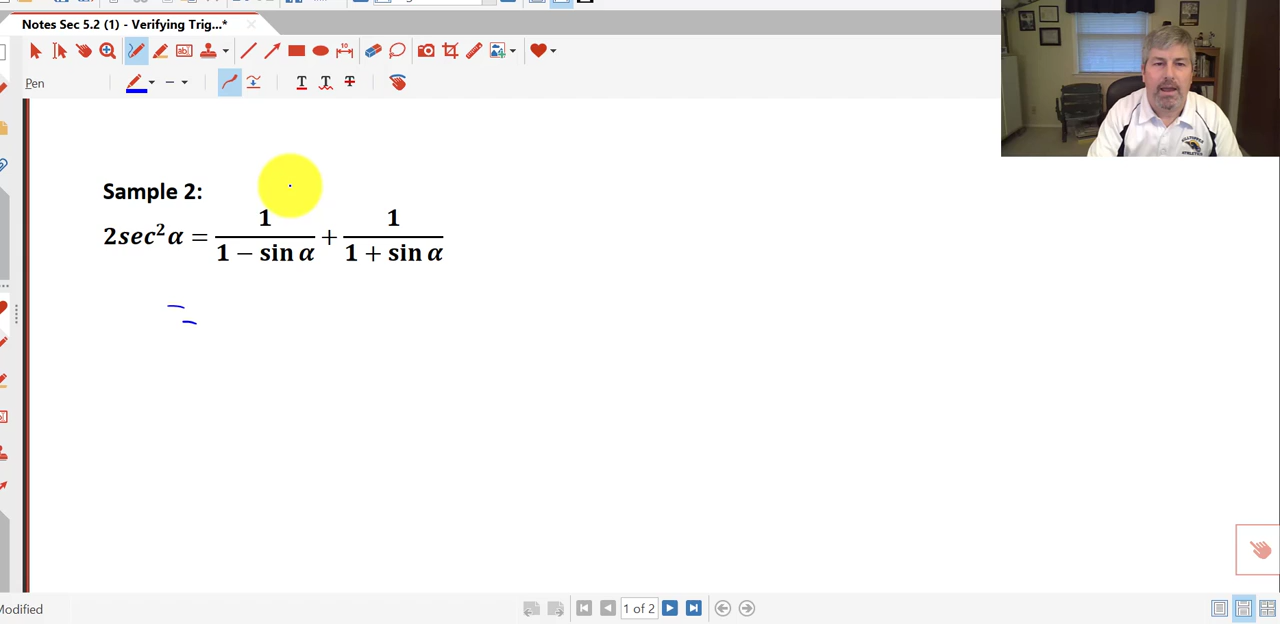 Notes Sec 5.2 (1) - Verifying Trig...*
Pen
Sample 2:
2sec²α = 1/(1 − sin α) + 1/(1 + sin α)
=
1 of 2
Modified